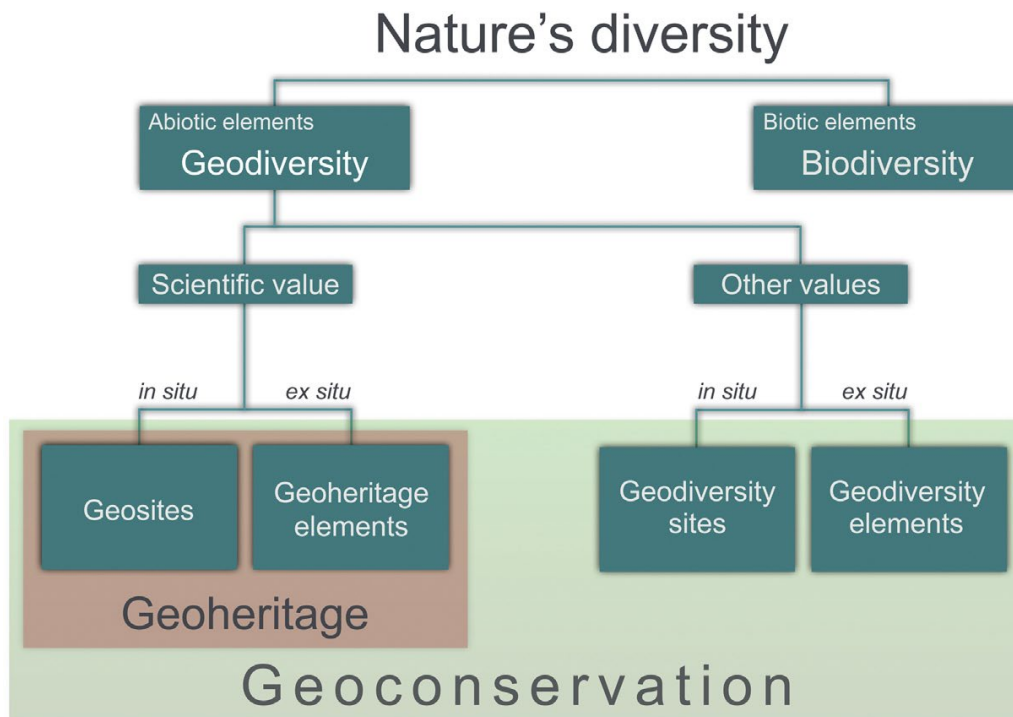 Nature’s diversity
Abiotic elements
Geodiversity
Biotic elements
Biodiversity
Scientific value
Other values
in situ
ex situ
in situ
ex situ
Geosites
Geoheritage
elements
Geodiversity
sites
Geodiversity
elements
Geoheritage
Geoconservation